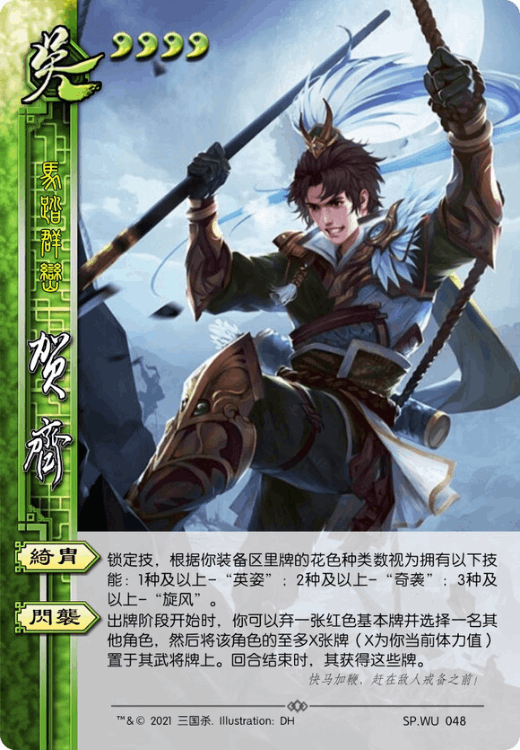 吴
馬踏群巒
贺齊
綺胄
锁定技，根据你装备区里牌的花色种类数视为拥有以下技
能：1种及以上-“英姿”；2种及以上-“奇袭”；3种及
以上-“旋风”。
閃襲
出牌阶段开始时，你可以弃一张红色基本牌并选择一名其
他角色，然后将该角色的至多X张牌（X为你当前体力值）
置于其武将牌上。回合结束时，其获得这些牌。
快马加鞭，赶在敌人戒备之前！
™&© 2021 三国杀. Illustration: DH
SP.WU 048